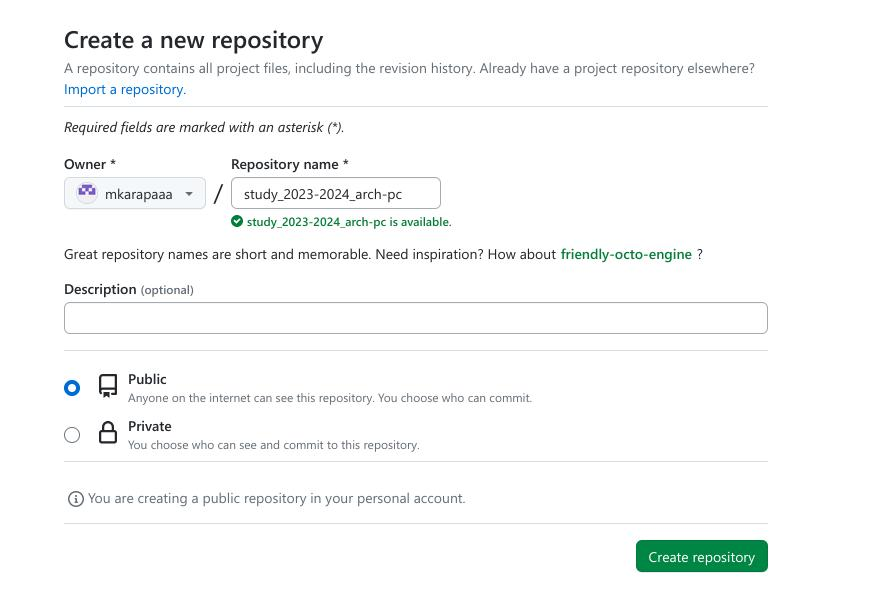 Create a new repository
A repository contains all project files, including the revision history. Already have a project repository elsewhere?
Import a repository.
Required fields are marked with an asterisk (*).
Owner * Repository name *
mkarapaaa / study_2023-2024_arch-pc
study_2023-2024_arch-pc is available.
Great repository names are short and memorable. Need inspiration? How about friendly-octo-engine ?
Description (optional)
Public
Anyone on the internet can see this repository. You choose who can commit.
Private
You choose who can see and commit to this repository.
You are creating a public repository in your personal account.
Create repository